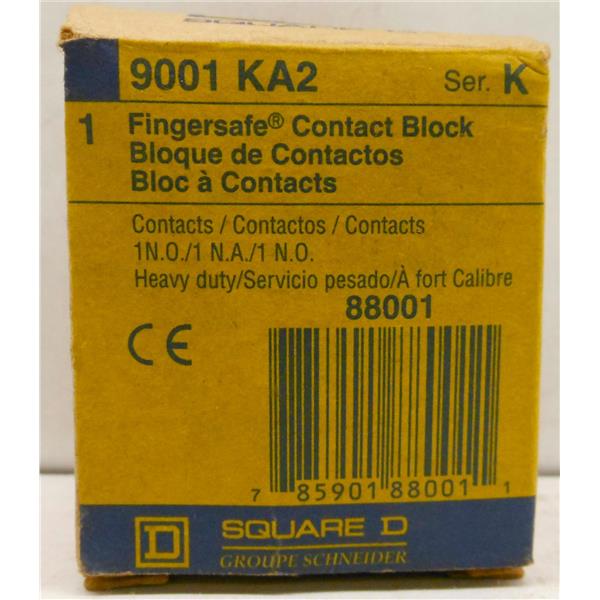 9001 KA2 Ser. K
1 Fingersafe® Contact Block
Bloque de Contactos
Bloc à Contacts
Contacts / Contactos / Contacts
1N.O./1 N.A./1 N.O.
Heavy duty/Servicio pesado/À fort Calibre
88001
CE
7 85901 88001 1
D SQUARE D
GROUPE SCHNEIDER